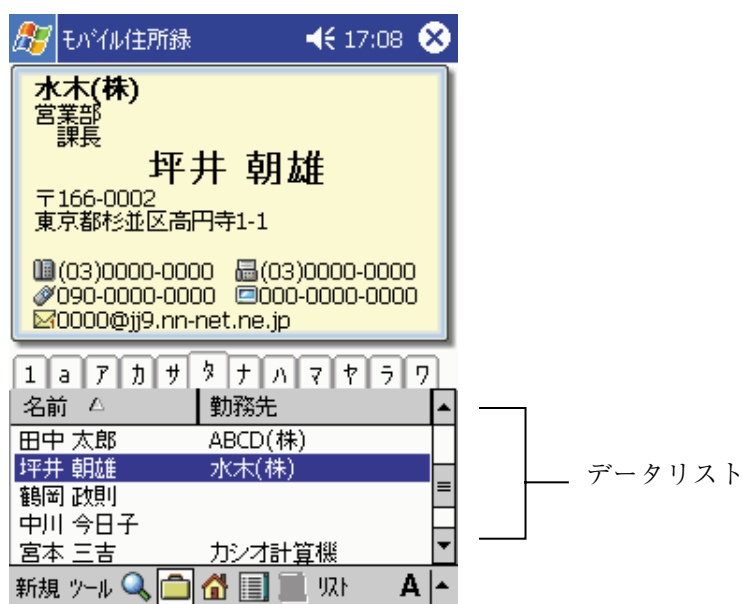 モバイル住所録 17:08
水木(株)
営業部
課長
坪井 朝雄
〒166-0002
東京都杉並区高円寺1-1
(03)0000-0000 (03)0000-0000
090-0000-0000 000-0000-0000
0000@jj9.nn-net.ne.jp
1 a ア カ サ タ ナ ハ マ ヤ ラ ワ
名前 勤務先
田中 太郎 ABCD(株)
坪井 朝雄 水木(株)
鶴岡 政則
中川 今日子
宮本 三吉 カシオ計算機
データリスト
新規 ツール リスト A